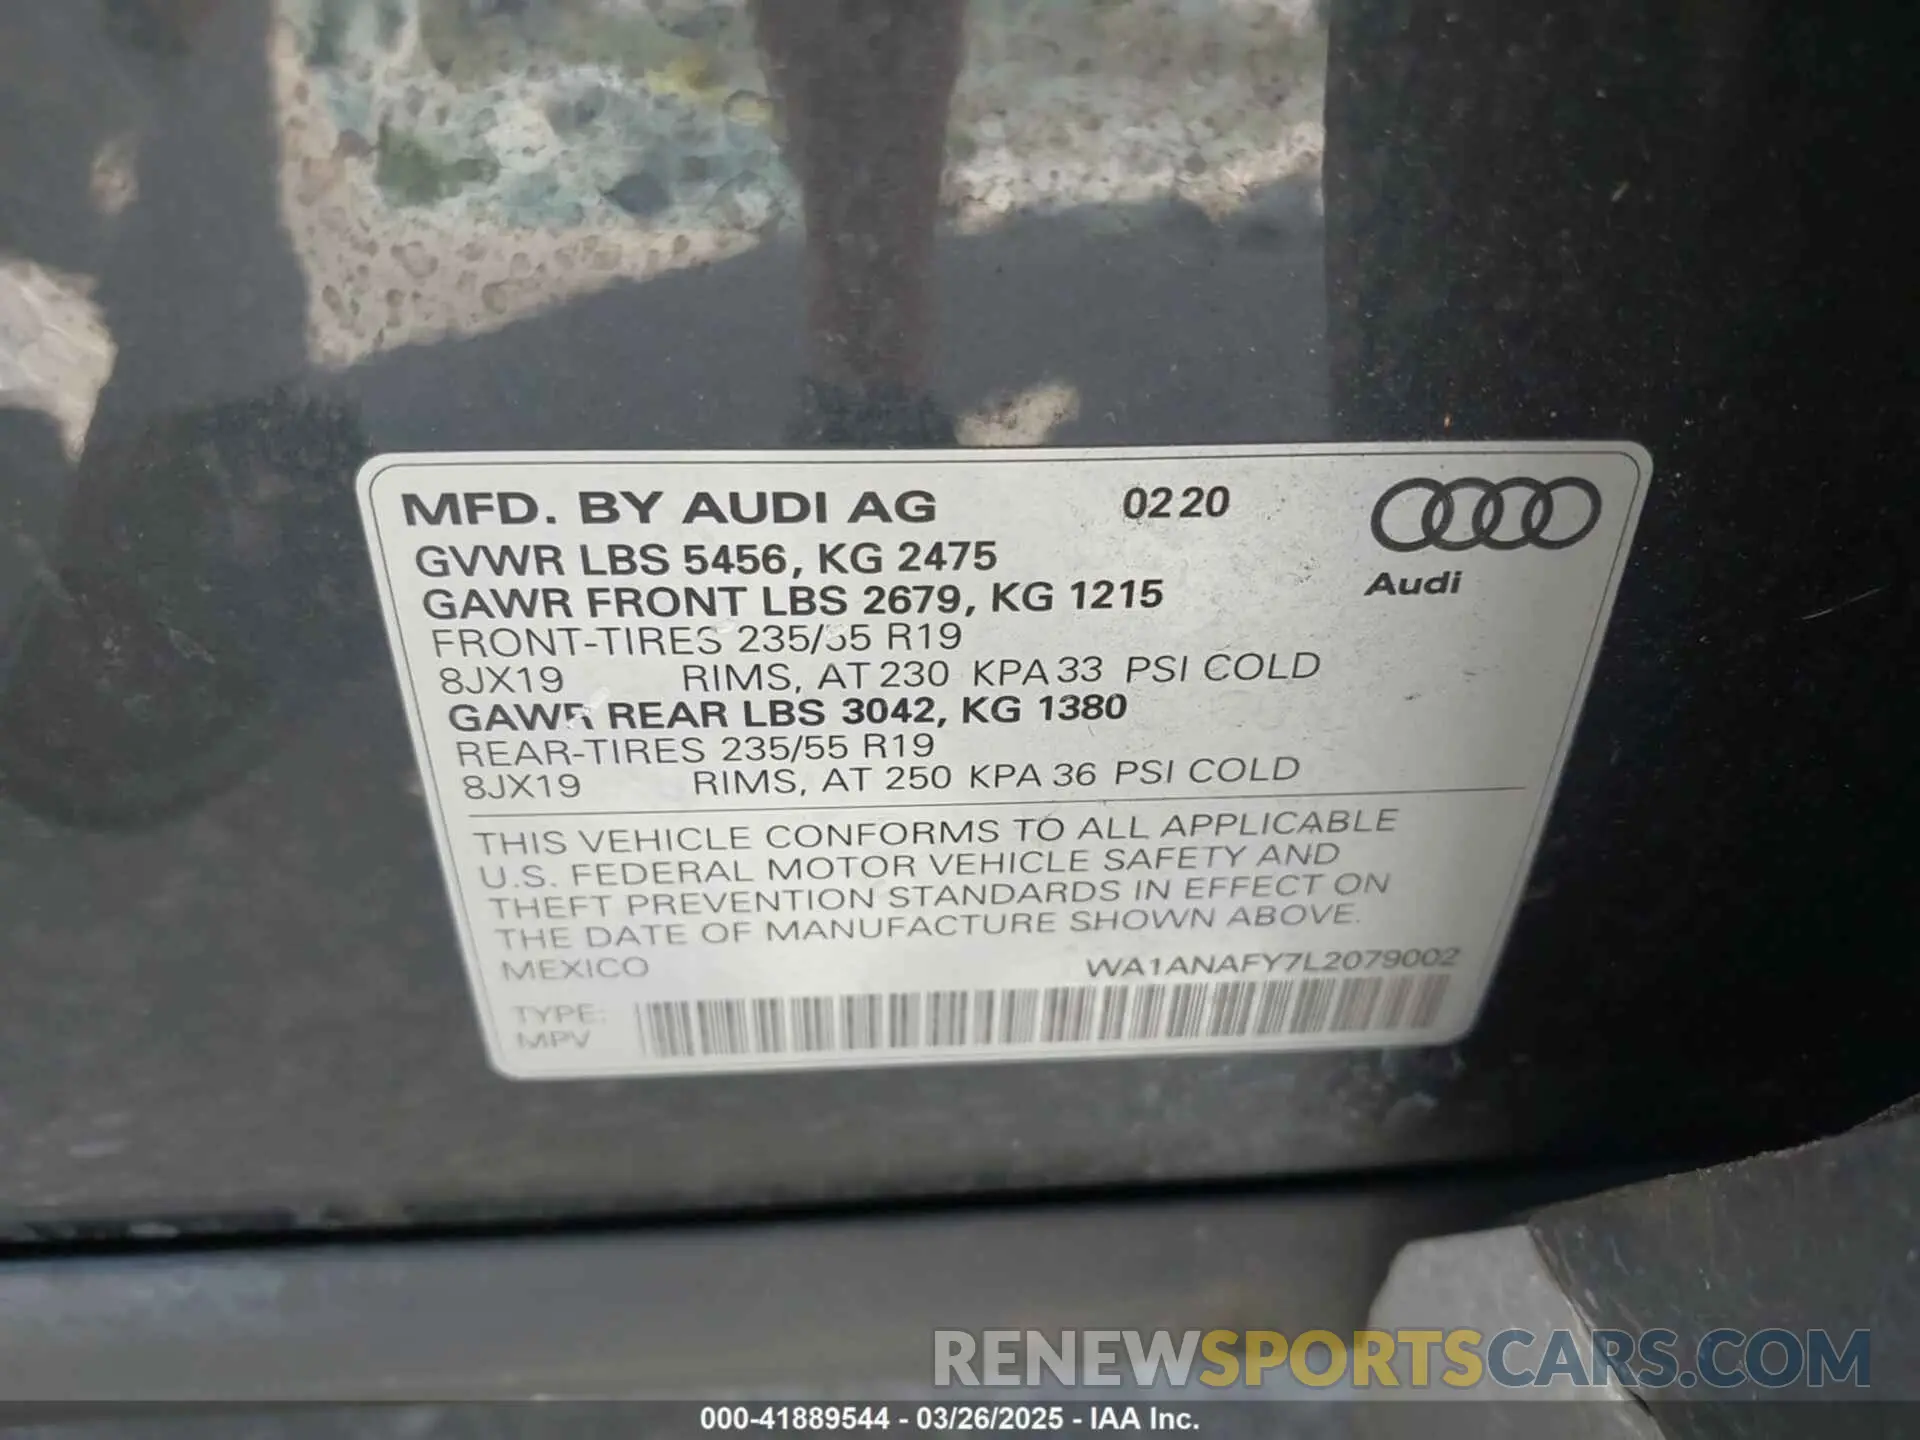 MFD. BY AUDI AG 02 20
GVWR LBS 5456, KG 2475
Audi
GAWR FRONT LBS 2679, KG 1215
FRONT-TIRES 235/55 R19
8JX19 RIMS, AT 230 KPA 33 PSI COLD
GAWR REAR LBS 3042, KG 1380
REAR-TIRES 235/55 R19
8JX19 RIMS, AT 250 KPA 36 PSI COLD
THIS VEHICLE CONFORMS TO ALL APPLICABLE
U.S. FEDERAL MOTOR VEHICLE SAFETY AND
THEFT PREVENTION STANDARDS IN EFFECT ON
THE DATE OF MANUFACTURE SHOWN ABOVE.
MEXICO WA1ANAFY7L2079002
TYPE:
MPV
RENEWSPORTSCARS.COM
000-41889544 - 03/26/2025 - IAA Inc.